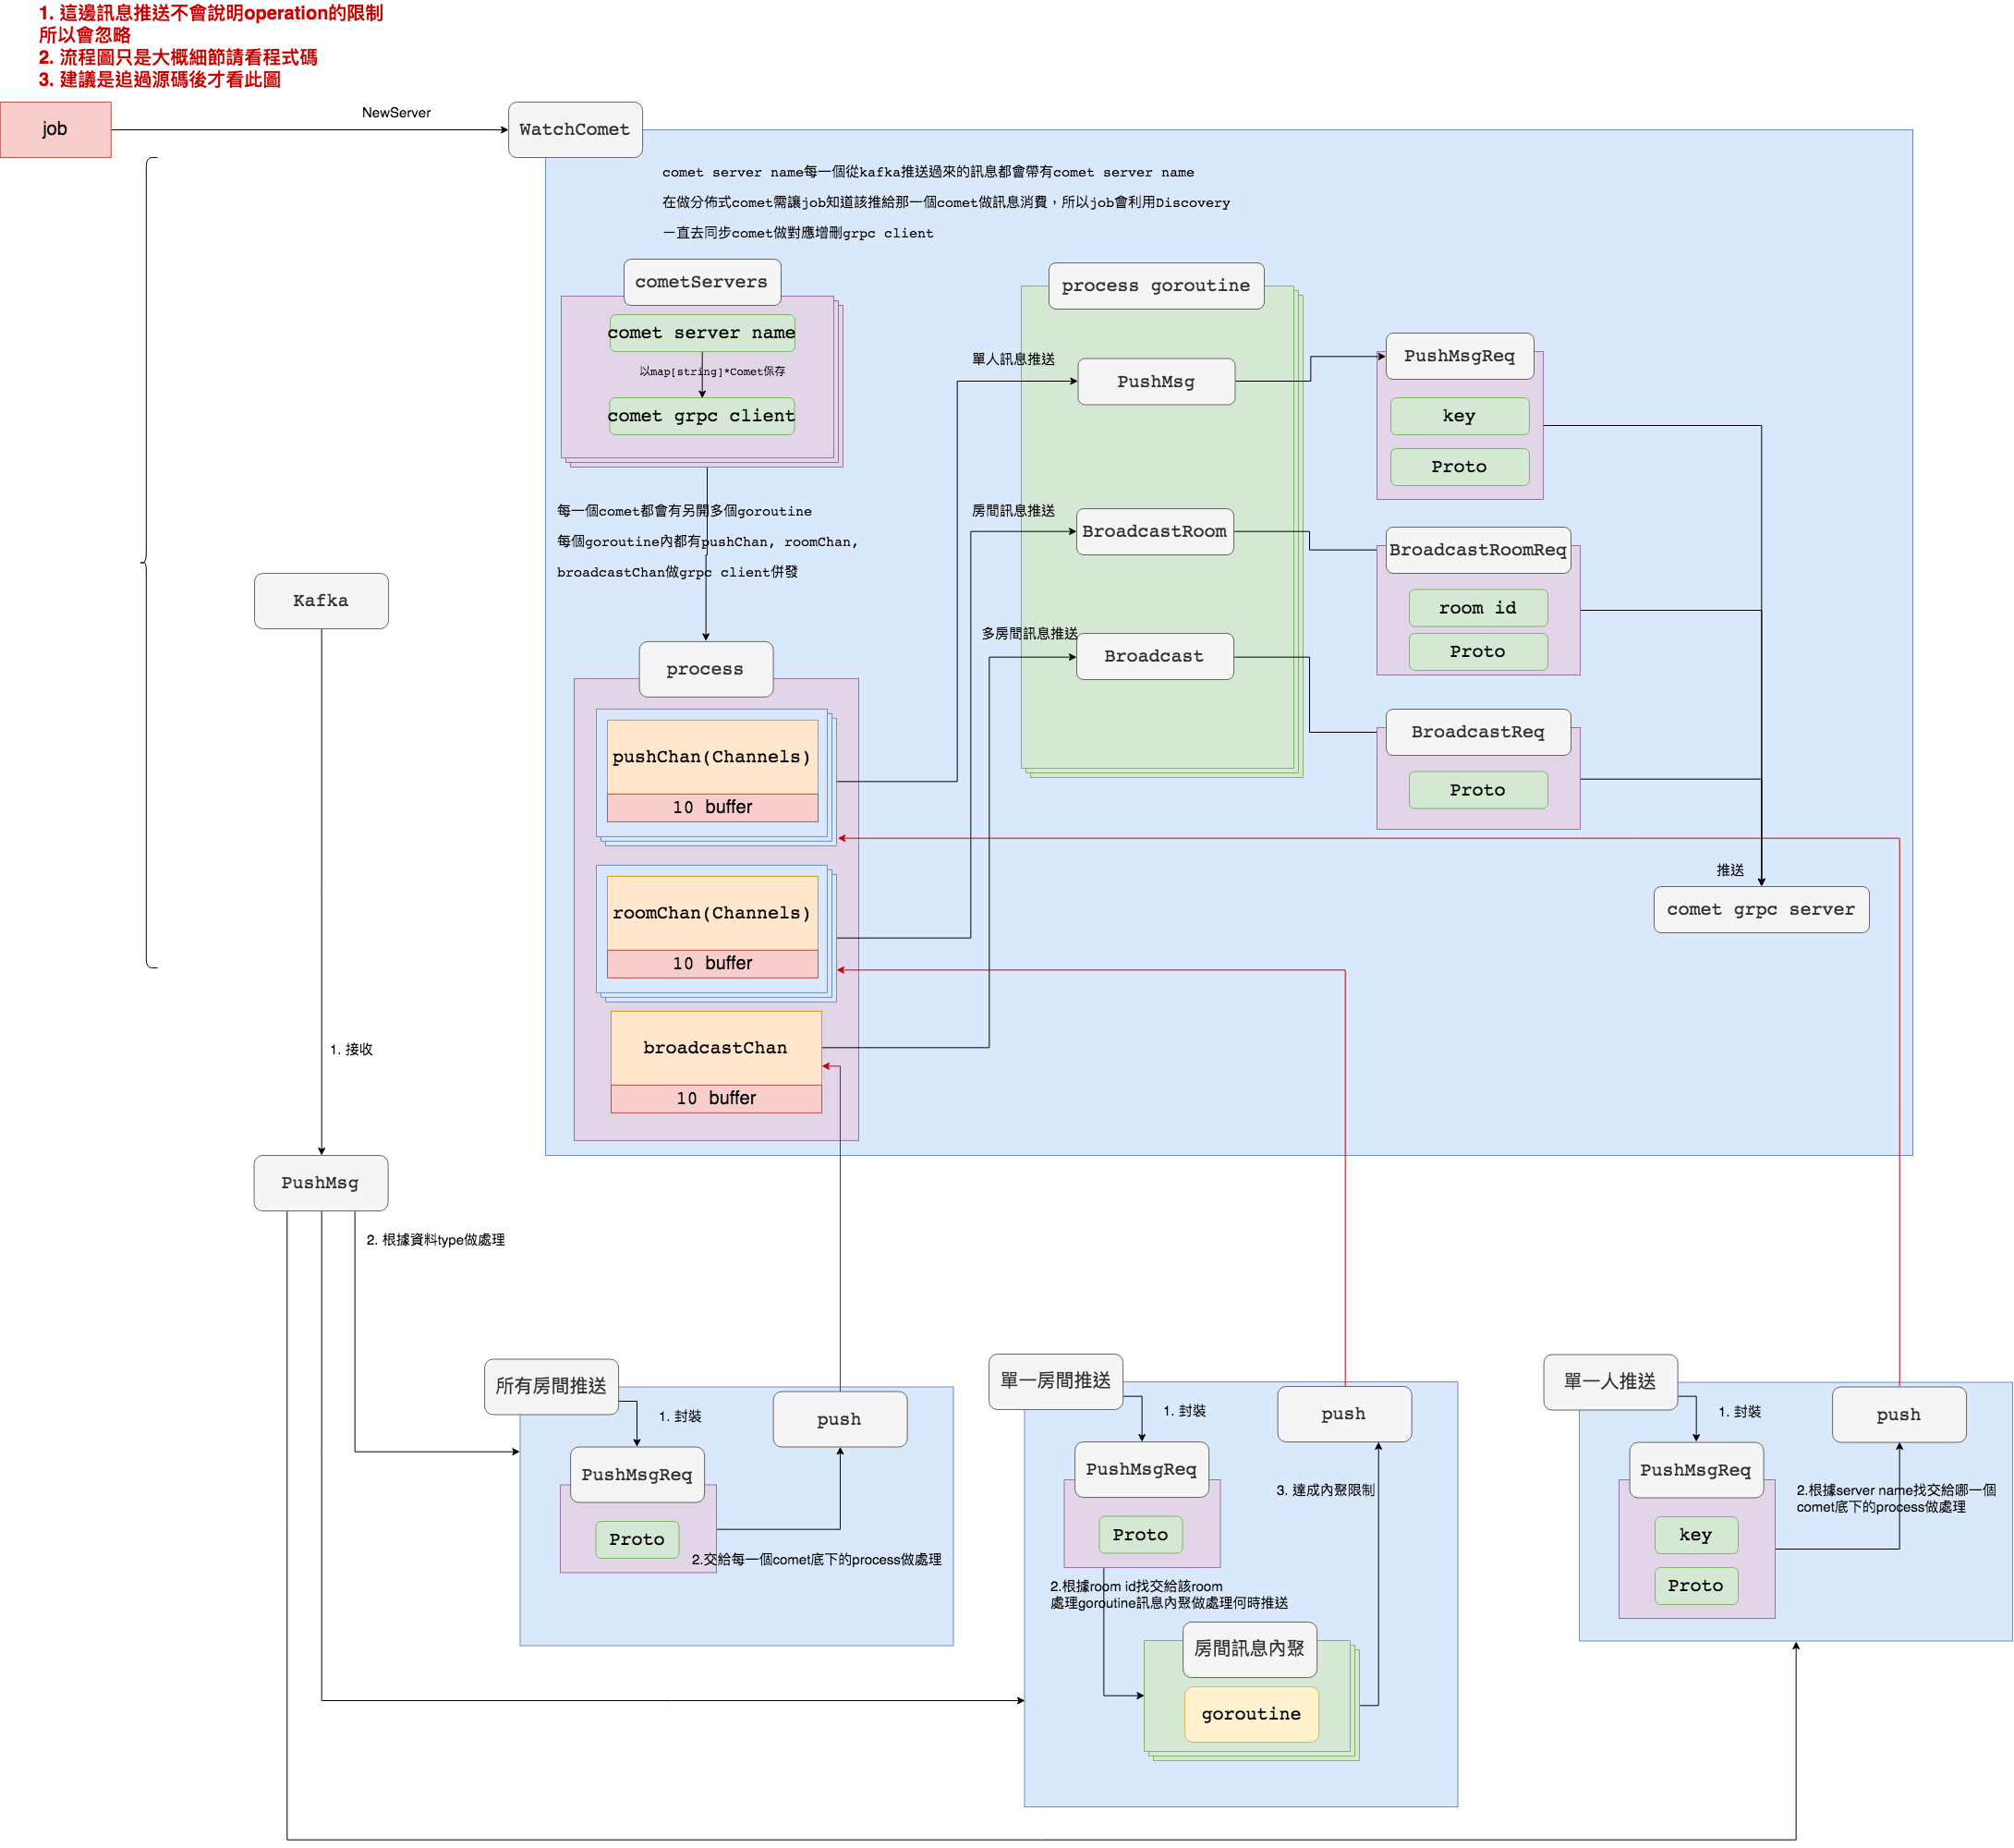 1. 這邊訊息推送不會說明operation的限制
所以會忽略
2. 流程圖只是大概細節請看程式碼
3. 建議是追過源碼後才看此圖
job
NewServer
WatchComet
comet server name每一個從kafka推送過來的訊息都會帶有comet server name
在做分佈式comet需讓job知道該推給那一個comet做訊息消費，所以job會利用Discovery
一直去同步comet做對應增刪grpc client
cometServers
comet server name
以map[string]*Comet保存
comet grpc client
process goroutine
單人訊息推送
PushMsg
PushMsgReq
key
Proto
每一個comet都會有另開多個goroutine
每個goroutine內都有pushChan, roomChan,
broadcastChan做grpc client併發
房間訊息推送
BroadcastRoom
BroadcastRoomReq
room id
Proto
Kafka
多房間訊息推送
Broadcast
process
BroadcastReq
Proto
pushChan(Channels)
10 buffer
推送
comet grpc server
roomChan(Channels)
10 buffer
broadcastChan
10 buffer
1. 接收
PushMsg
2. 根據資料type做處理
所有房間推送
1. 封裝
push
PushMsgReq
Proto
2.交給每一個comet底下的process做處理
單一房間推送
1. 封裝
push
PushMsgReq
3. 達成內聚限制
Proto
2.根據room id找交給該room
處理goroutine訊息內聚做處理何時推送
房間訊息內聚
goroutine
單一人推送
1. 封裝
push
PushMsgReq
2.根據server name找交給哪一個
comet底下的process做處理
key
Proto